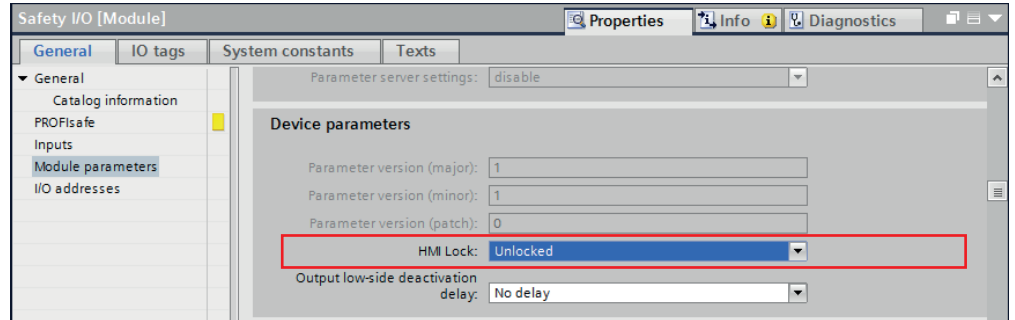 Safety I/O [Module]
Properties
Info
Diagnostics
General
IO tags
System constants
Texts
General
Catalog information
PROFIsafe
Inputs
Module parameters
I/O addresses
Parameter server settings: disable
Device parameters
Parameter version (major): 1
Parameter version (minor): 1
Parameter version (patch): 0
HMI Lock: Unlocked
Output low-side deactivation
delay: No delay